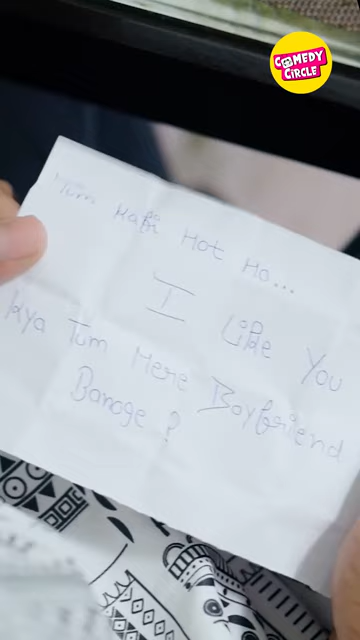 COMEDY
CIRCLE
Tum Kafi Hot Ho...
I Like You
Kya Tum Mere Boyfriend
Banoge?